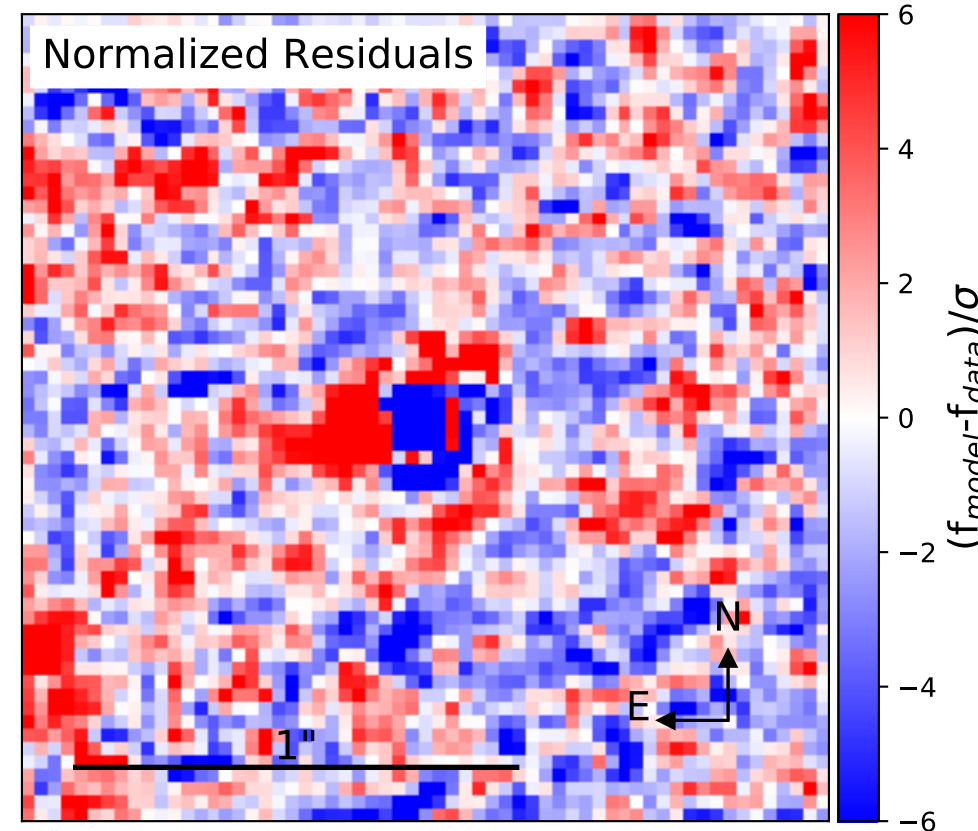 Normalized Residuals
6
4
2
0
−2
−4
−6
(f_model-f_data)/σ
N
E
1"